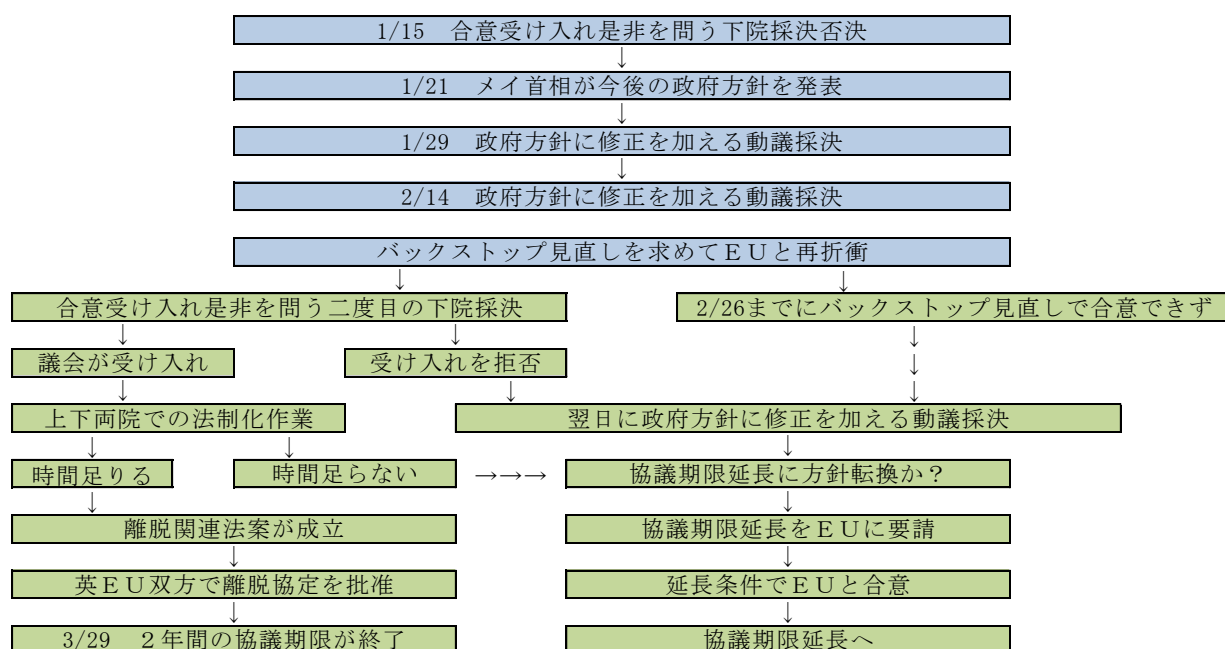 1/15 合意受け入れ是非を問う下院採決否決
↓
1/21 メイ首相が今後の政府方針を発表
↓
1/29 政府方針に修正を加える動議採決
↓
2/14 政府方針に修正を加える動議採決
バックストップ見直しを求めてＥＵと再折衝
↓ ↓
合意受け入れ是非を問う二度目の下院採決 2/26までにバックストップ見直しで合意できず
↓ ↓ ↓
議会が受け入れ 受け入れを拒否 ↓
↓ ↓ ↓
上下両院での法制化作業 翌日に政府方針に修正を加える動議採決
↓ ↓ ↓
時間足りる 時間足らない →→→ 協議期限延長に方針転換か？
↓ ↓
離脱関連法案が成立 協議期限延長をＥＵに要請
↓ ↓
英ＥＵ双方で離脱協定を批准 延長条件でＥＵと合意
↓ ↓
3/29 ２年間の協議期限が終了 協議期限延長へ